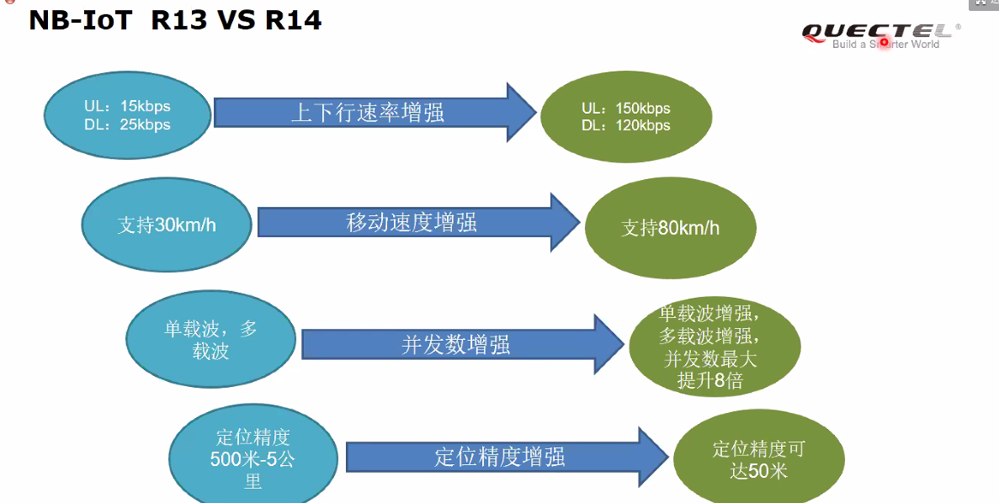 NB-IoT R13 VS R14
QUECTEL®
Build a Smarter World
UL：15kbps
DL：25kbps
上下行速率增强
UL：150kbps
DL：120kbps
支持30km/h
移动速度增强
支持80km/h
单载波，多
载波
并发数增强
单载波增强，
多载波增强，
并发数最大
提升8倍
定位精度
500米-5公
里
定位精度增强
定位精度可
达50米